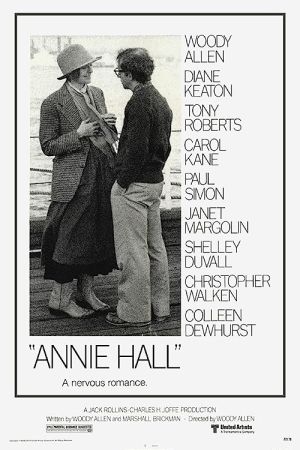 WOODY
ALLEN
DIANE
KEATON
TONY
ROBERTS
CAROL
KANE
PAUL
SIMON
JANET
MARGOLIN
SHELLEY
DUVALL
CHRISTOPHER
WALKEN
COLLEEN
DEWHURST
"ANNIE HALL"
A nervous romance.
A JACK ROLLINS-CHARLES H. JOFFE PRODUCTION
Written by WOODY ALLEN and MARSHALL BRICKMAN · Directed by WOODY ALLEN
United Artists
A Transamerica Company